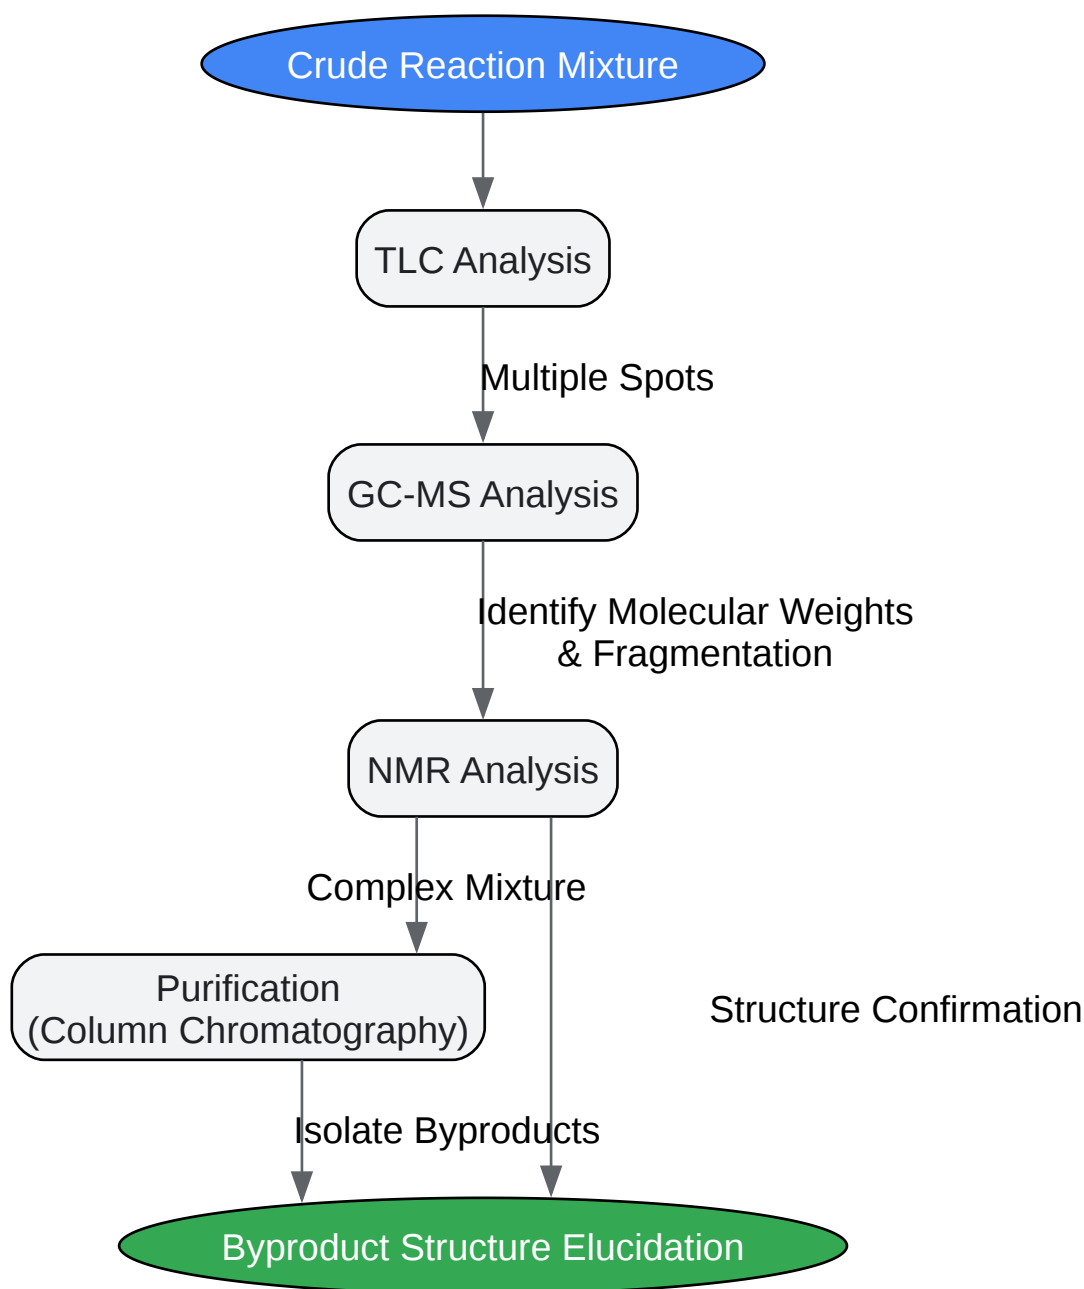 Crude Reaction Mixture
TLC Analysis
Multiple Spots
GC-MS Analysis
Identify Molecular Weights
& Fragmentation
NMR Analysis
Complex Mixture
Purification
(Column Chromatography)
Structure Confirmation
Isolate Byproducts
Byproduct Structure Elucidation